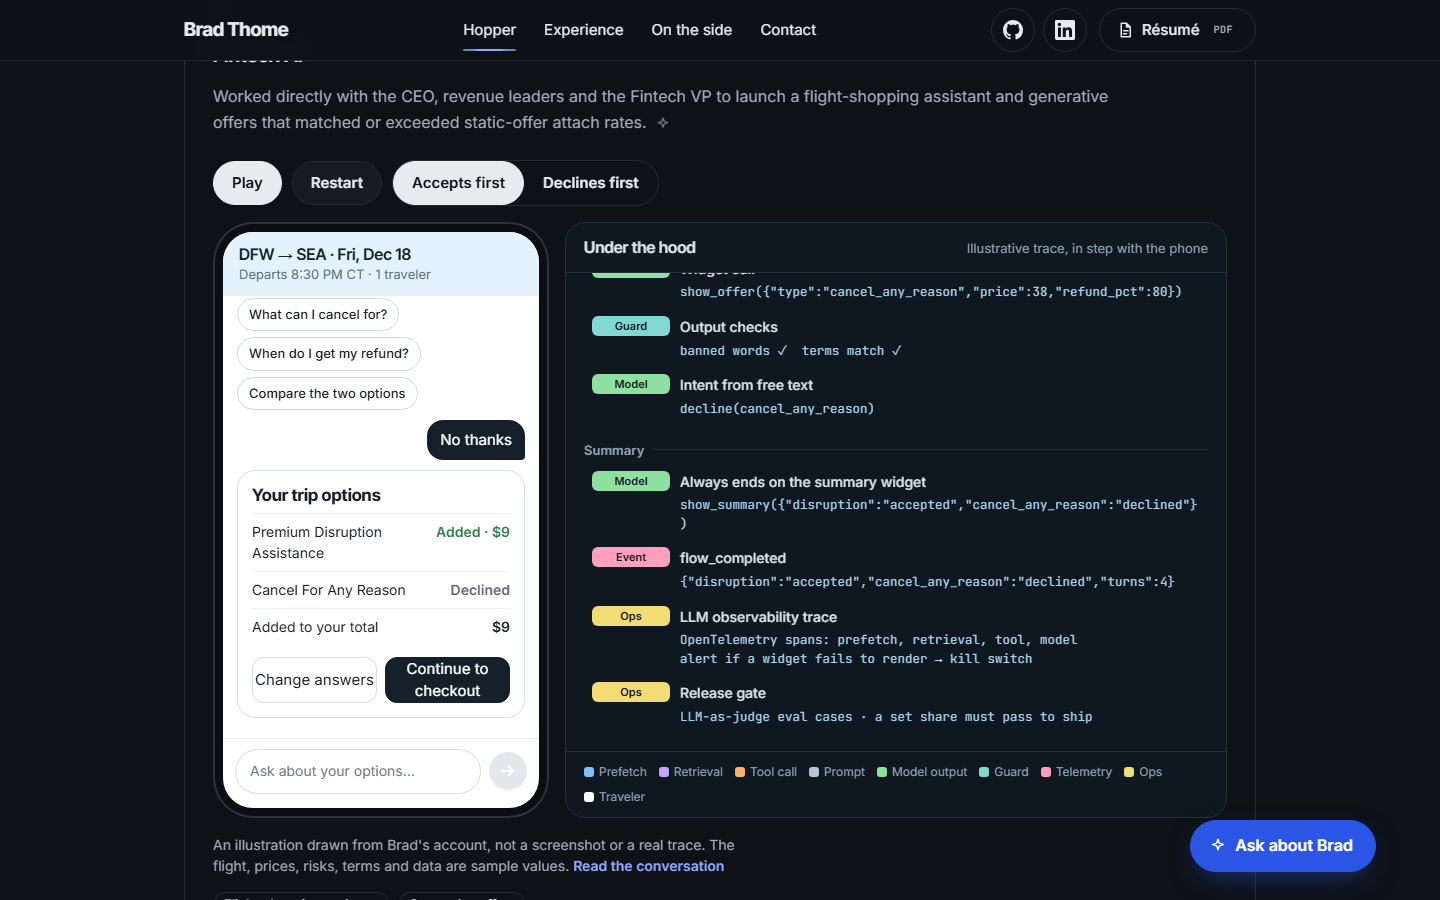 Brad Thome
Hopper
Experience
On the side
Contact
Résumé PDF
Worked directly with the CEO, revenue leaders and the Fintech VP to launch a flight-shopping assistant and generative
offers that matched or exceeded static-offer attach rates.
Play
Restart
Accepts first
Declines first
DFW → SEA · Fri, Dec 18
Departs 8:30 PM CT · 1 traveler
What can I cancel for?
When do I get my refund?
Compare the two options
No thanks
Your trip options
Premium Disruption
Assistance
Added · $9
Cancel For Any Reason
Declined
Added to your total
$9
Change answers
Continue to
checkout
Ask about your options...
Under the hood
Illustrative trace, in step with the phone
show_offer({"type":"cancel_any_reason","price":38,"refund_pct":80})
Guard
Output checks
banned words ✓ terms match ✓
Model
Intent from free text
decline(cancel_any_reason)
Summary
Model
Always ends on the summary widget
show_summary({"disruption":"accepted","cancel_any_reason":"declined"}
)
Event
flow_completed
{"disruption":"accepted","cancel_any_reason":"declined","turns":4}
Ops
LLM observability trace
OpenTelemetry spans: prefetch, retrieval, tool, model
alert if a widget fails to render → kill switch
Ops
Release gate
LLM-as-judge eval cases · a set share must pass to ship
Prefetch
Retrieval
Tool call
Prompt
Model output
Guard
Telemetry
Ops
Traveler
An illustration drawn from Brad's account, not a screenshot or a real trace. The
flight, prices, risks, terms and data are sample values. Read the conversation
Ask about Brad